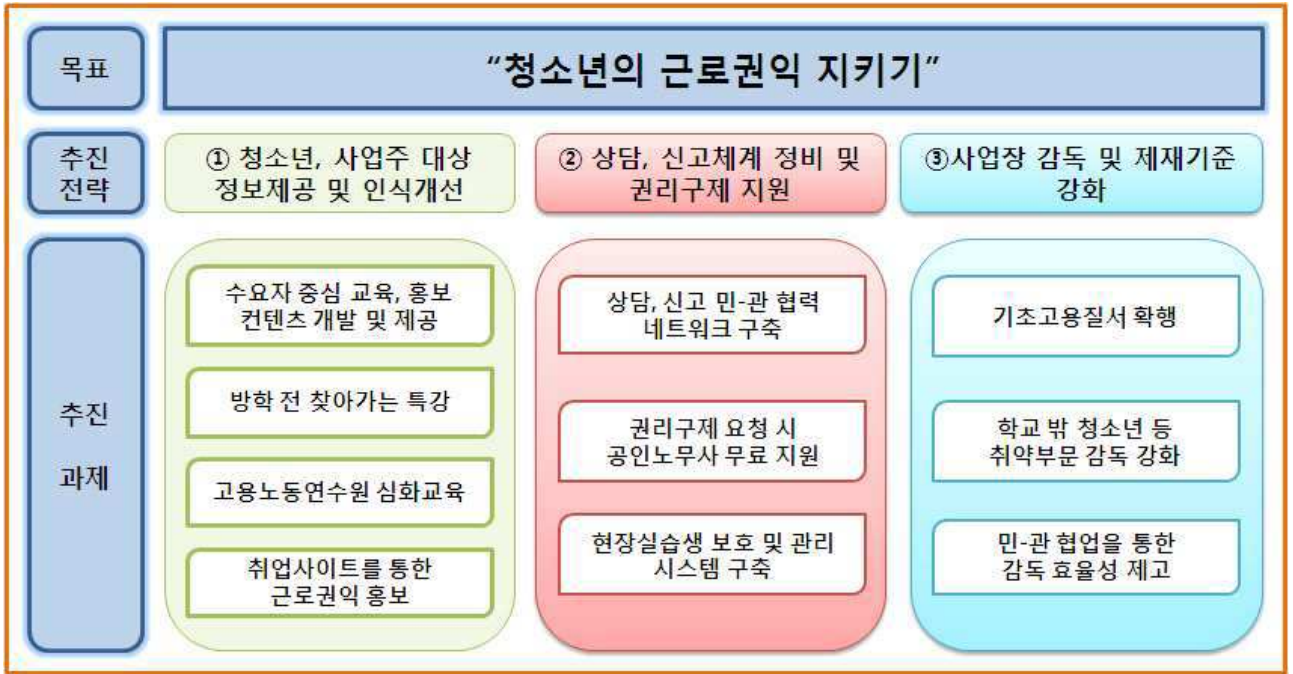 목표
“청소년의 근로권익 지키기”
추진
전략
① 청소년, 사업주 대상
정보제공 및 인식개선
② 상담, 신고체계 정비 및
권리구제 지원
③사업장 감독 및 제재기준
강화
추진
과제
수요자 중심 교육, 홍보
컨텐츠 개발 및 제공
방학 전 찾아가는 특강
고용노동연수원 심화교육
취업사이트를 통한
근로권익 홍보
상담, 신고 민-관 협력
네트워크 구축
권리구제 요청 시
공인노무사 무료 지원
현장실습생 보호 및 관리
시스템 구축
기초고용질서 확행
학교 밖 청소년 등
취약부문 감독 강화
민-관 협업을 통한
감독 효율성 제고